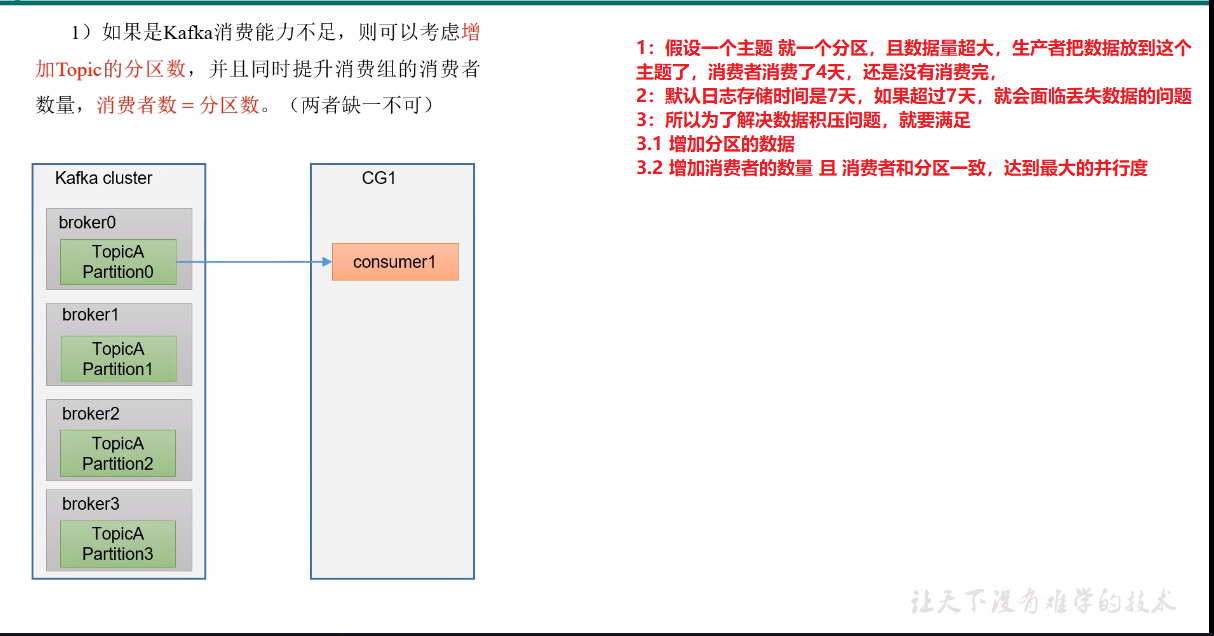 1）如果是Kafka消费能力不足，则可以考虑增
加Topic的分区数，并且同时提升消费组的消费者
数量，消费者数 = 分区数。（两者缺一不可）
1：假设一个主题 就一个分区，且数据量超大，生产者把数据放到这个
主题了，消费者消费了4天，还是没有消费完，
2：默认日志存储时间是7天，如果超过7天，就会面临丢失数据的问题
3：所以为了解决数据积压问题，就要满足
3.1 增加分区的数据
3.2 增加消费者的数量 且 消费者和分区一致，达到最大的并行度
Kafka cluster
broker0
TopicA
Partition0
broker1
TopicA
Partition1
broker2
TopicA
Partition2
broker3
TopicA
Partition3
CG1
consumer1
让天下没有难学的技术